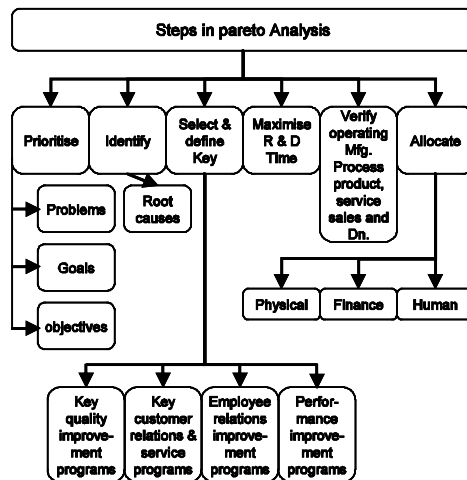 Steps in pareto Analysis
Prioritise
Identify
Select &
define
Key
Maximise
R & D
Time
Verify
operating
Mfg.
Process
product,
service
sales and
Dn.
Allocate
Problems
Goals
objectives
Root
causes
Physical
Finance
Human
Key
quality
improve-
ment
programs
Key
customer
relations &
service
programs
Employee
relations
improve-
ment
programs
Perfor-
mance
improve-
ment
programs